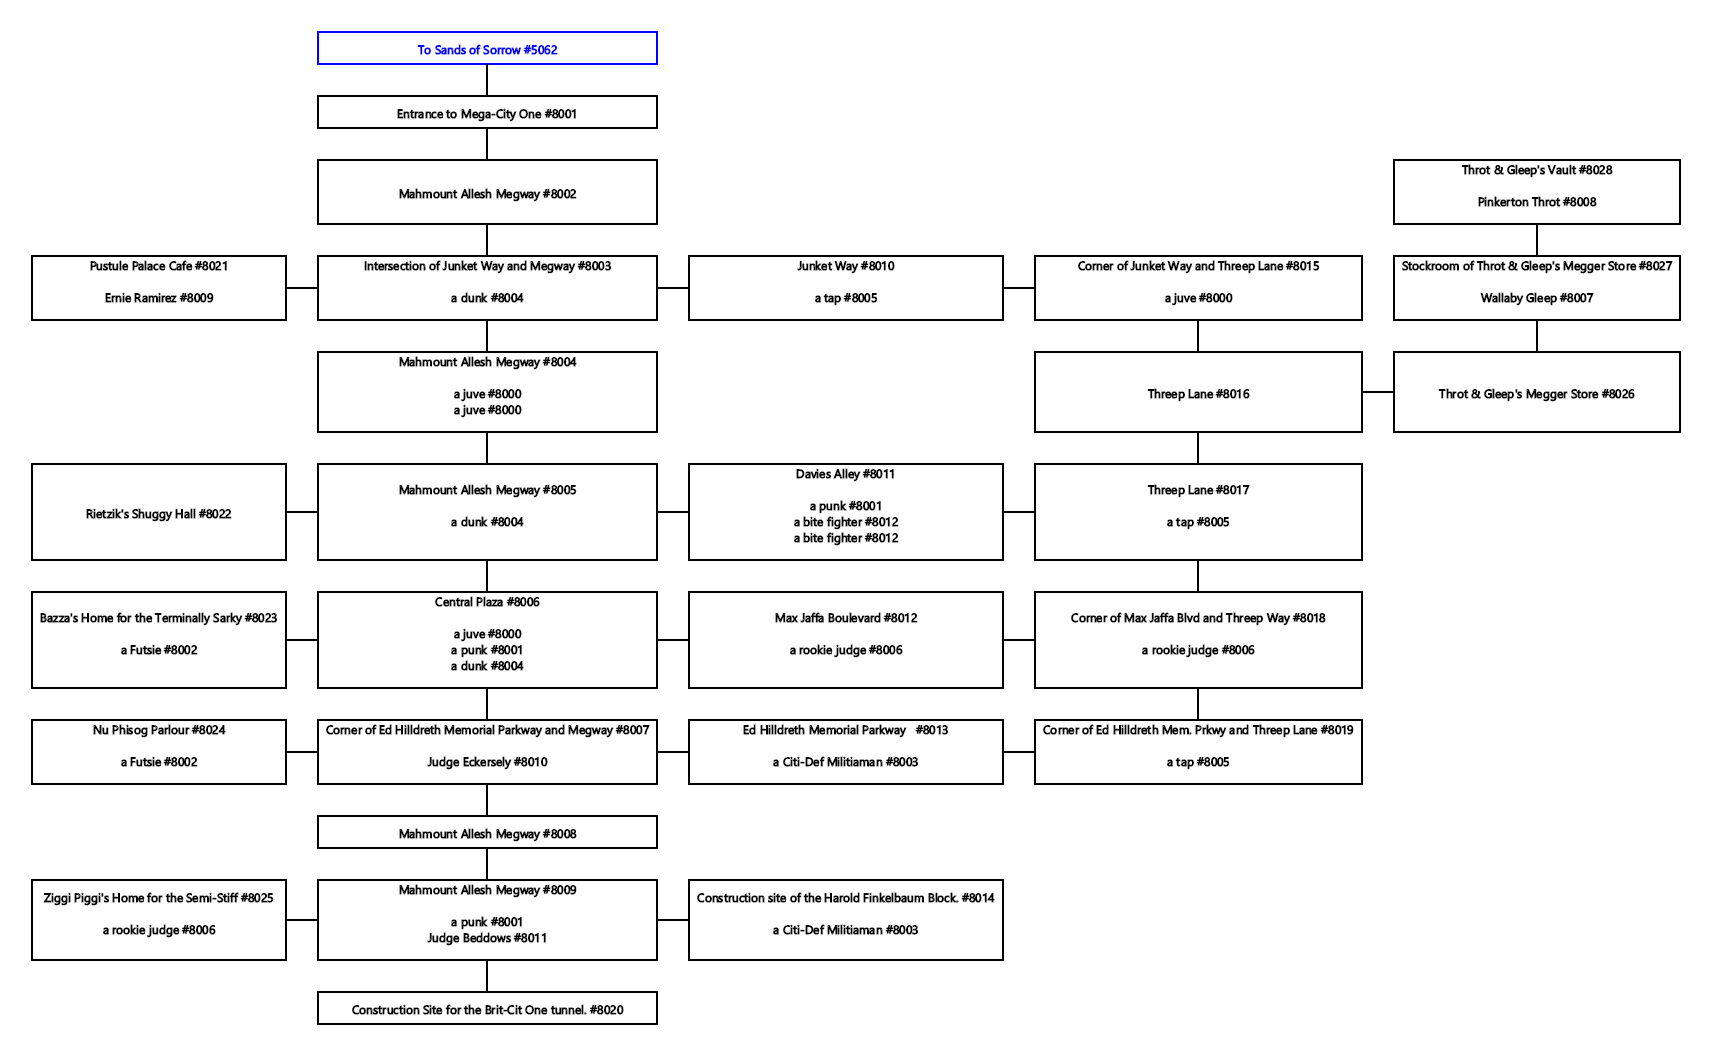 To Sands of Sorrow #5062
Entrance to Mega-City One #8001
Mahmount Allesh Megway #8002
Throt & Gleep's Vault #8028
Pinkerton Throt #8008
Pustule Palace Cafe #8021
Ernie Ramirez #8009
Intersection of Junket Way and Megway #8003
a dunk #8004
Junket Way #8010
a tap #8005
Corner of Junket Way and Threep Lane #8015
a juve #8000
Stockroom of Throt & Gleep's Megger Store #8027
Wallaby Gleep #8007
Mahmount Allesh Megway #8004
a juve #8000
a juve #8000
Threep Lane #8016
Throt & Gleep's Megger Store #8026
Rietzik's Shuggy Hall #8022
Mahmount Allesh Megway #8005
a dunk #8004
Davies Alley #8011
a punk #8001
a bite fighter #8012
a bite fighter #8012
Threep Lane #8017
a tap #8005
Bazza's Home for the Terminally Sarky #8023
a Futsie #8002
Central Plaza #8006
a juve #8000
a punk #8001
a dunk #8004
Max Jaffa Boulevard #8012
a rookie judge #8006
Corner of Max Jaffa Blvd and Threep Way #8018
a rookie judge #8006
Nu Phisog Parlour #8024
a Futsie #8002
Corner of Ed Hilldreth Memorial Parkway and Megway #8007
Judge Eckersely #8010
Ed Hilldreth Memorial Parkway #8013
a Citi-Def Militiaman #8003
Corner of Ed Hilldreth Mem. Prkwy and Threep Lane #8019
a tap #8005
Mahmount Allesh Megway #8008
Ziggi Piggi's Home for the Semi-Stiff #8025
a rookie judge #8006
Mahmount Allesh Megway #8009
a punk #8001
Judge Beddows #8011
Construction site of the Harold Finkelbaum Block. #8014
a Citi-Def Militiaman #8003
Construction Site for the Brit-Cit One tunnel. #8020